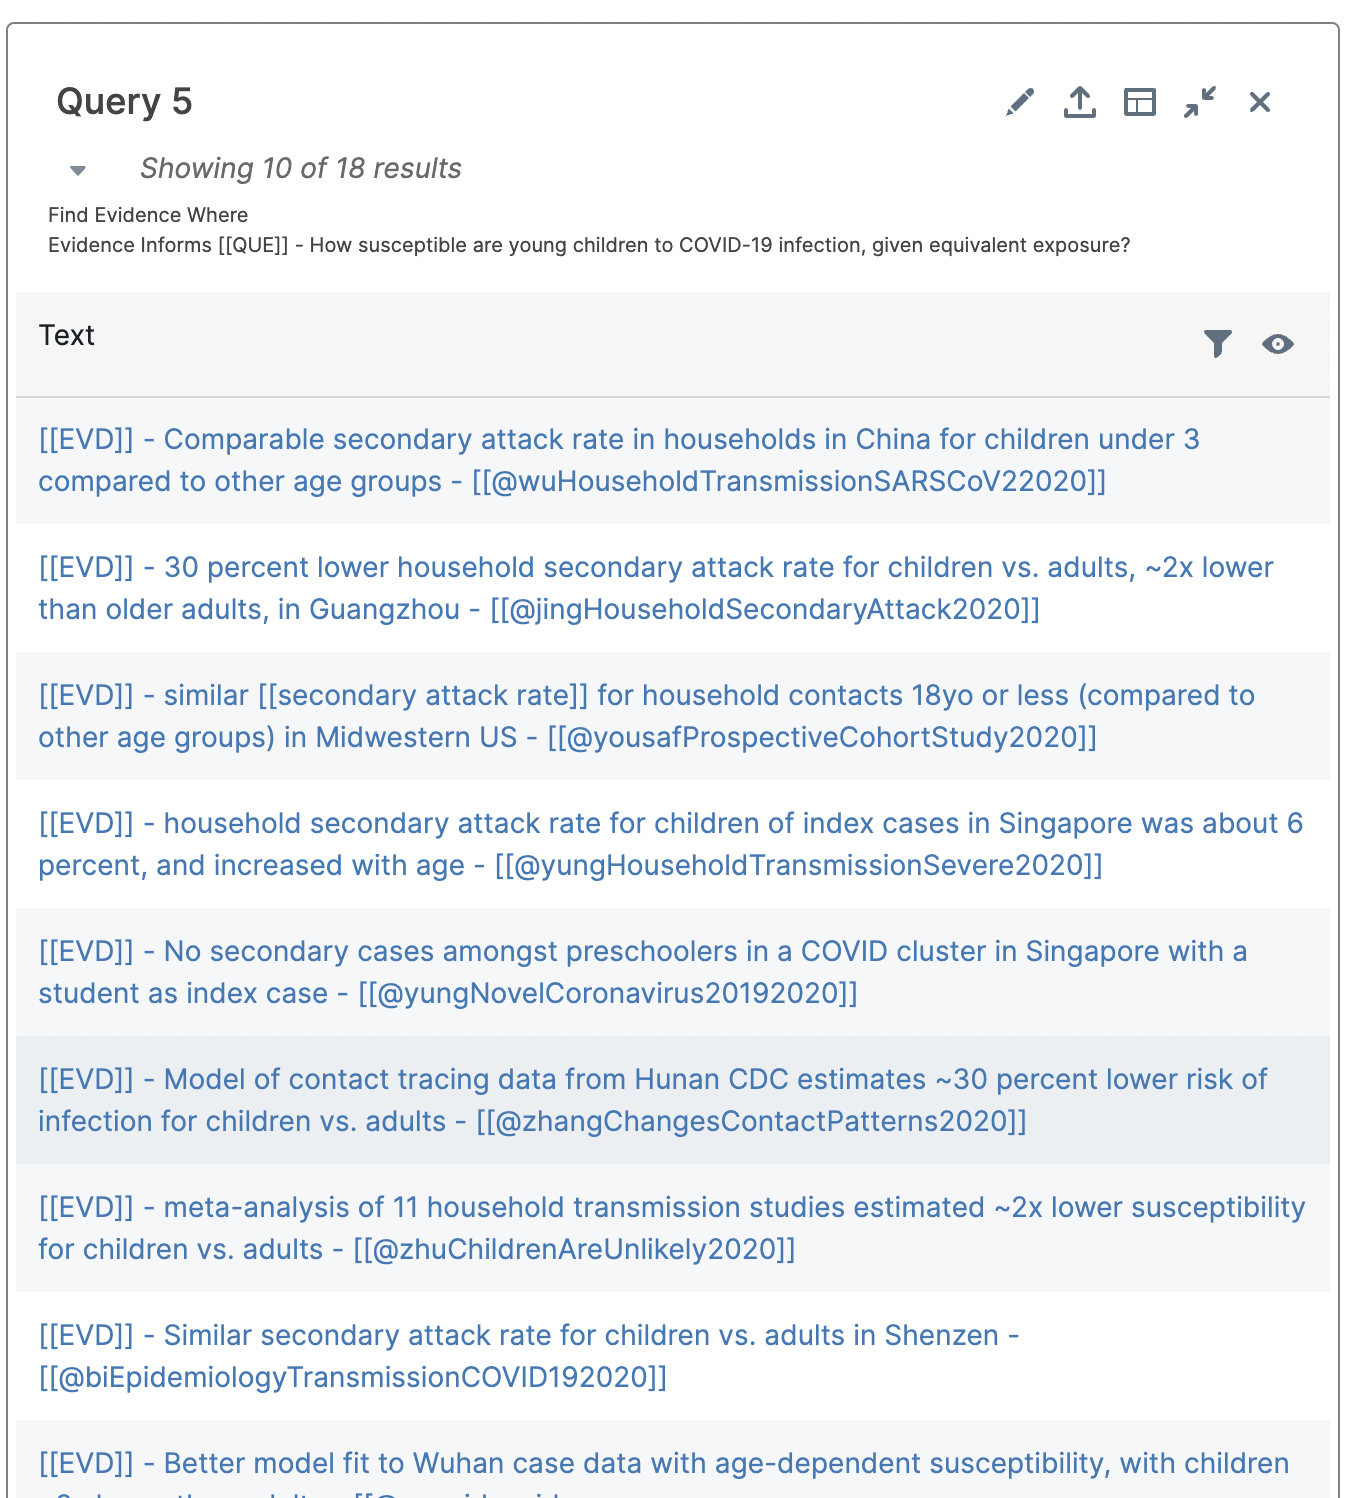 Query 5
Showing 10 of 18 results
Find Evidence Where
Evidence Informs [[QUE]] - How susceptible are young children to COVID-19 infection, given equivalent exposure?
Text
[[EVD]] - Comparable secondary attack rate in households in China for children under 3
compared to other age groups - [[@wuHouseholdTransmissionSARSCoV22020]]
[[EVD]] - 30 percent lower household secondary attack rate for children vs. adults, ~2x lower
than older adults, in Guangzhou - [[@jingHouseholdSecondaryAttack2020]]
[[EVD]] - similar [[secondary attack rate]] for household contacts 18yo or less (compared to
other age groups) in Midwestern US - [[@yousafProspectiveCohortStudy2020]]
[[EVD]] - household secondary attack rate for children of index cases in Singapore was about 6
percent, and increased with age - [[@yungHouseholdTransmissionSevere2020]]
[[EVD]] - No secondary cases amongst preschoolers in a COVID cluster in Singapore with a
student as index case - [[@yungNovelCoronavirus20192020]]
[[EVD]] - Model of contact tracing data from Hunan CDC estimates ~30 percent lower risk of
infection for children vs. adults - [[@zhangChangesContactPatterns2020]]
[[EVD]] - meta-analysis of 11 household transmission studies estimated ~2x lower susceptibility
for children vs. adults - [[@zhuChildrenAreUnlikely2020]]
[[EVD]] - Similar secondary attack rate for children vs. adults in Shenzen -
[[@biEpidemiologyTransmissionCOVID192020]]
[[EVD]] - Better model fit to Wuhan case data with age-dependent susceptibility, with children